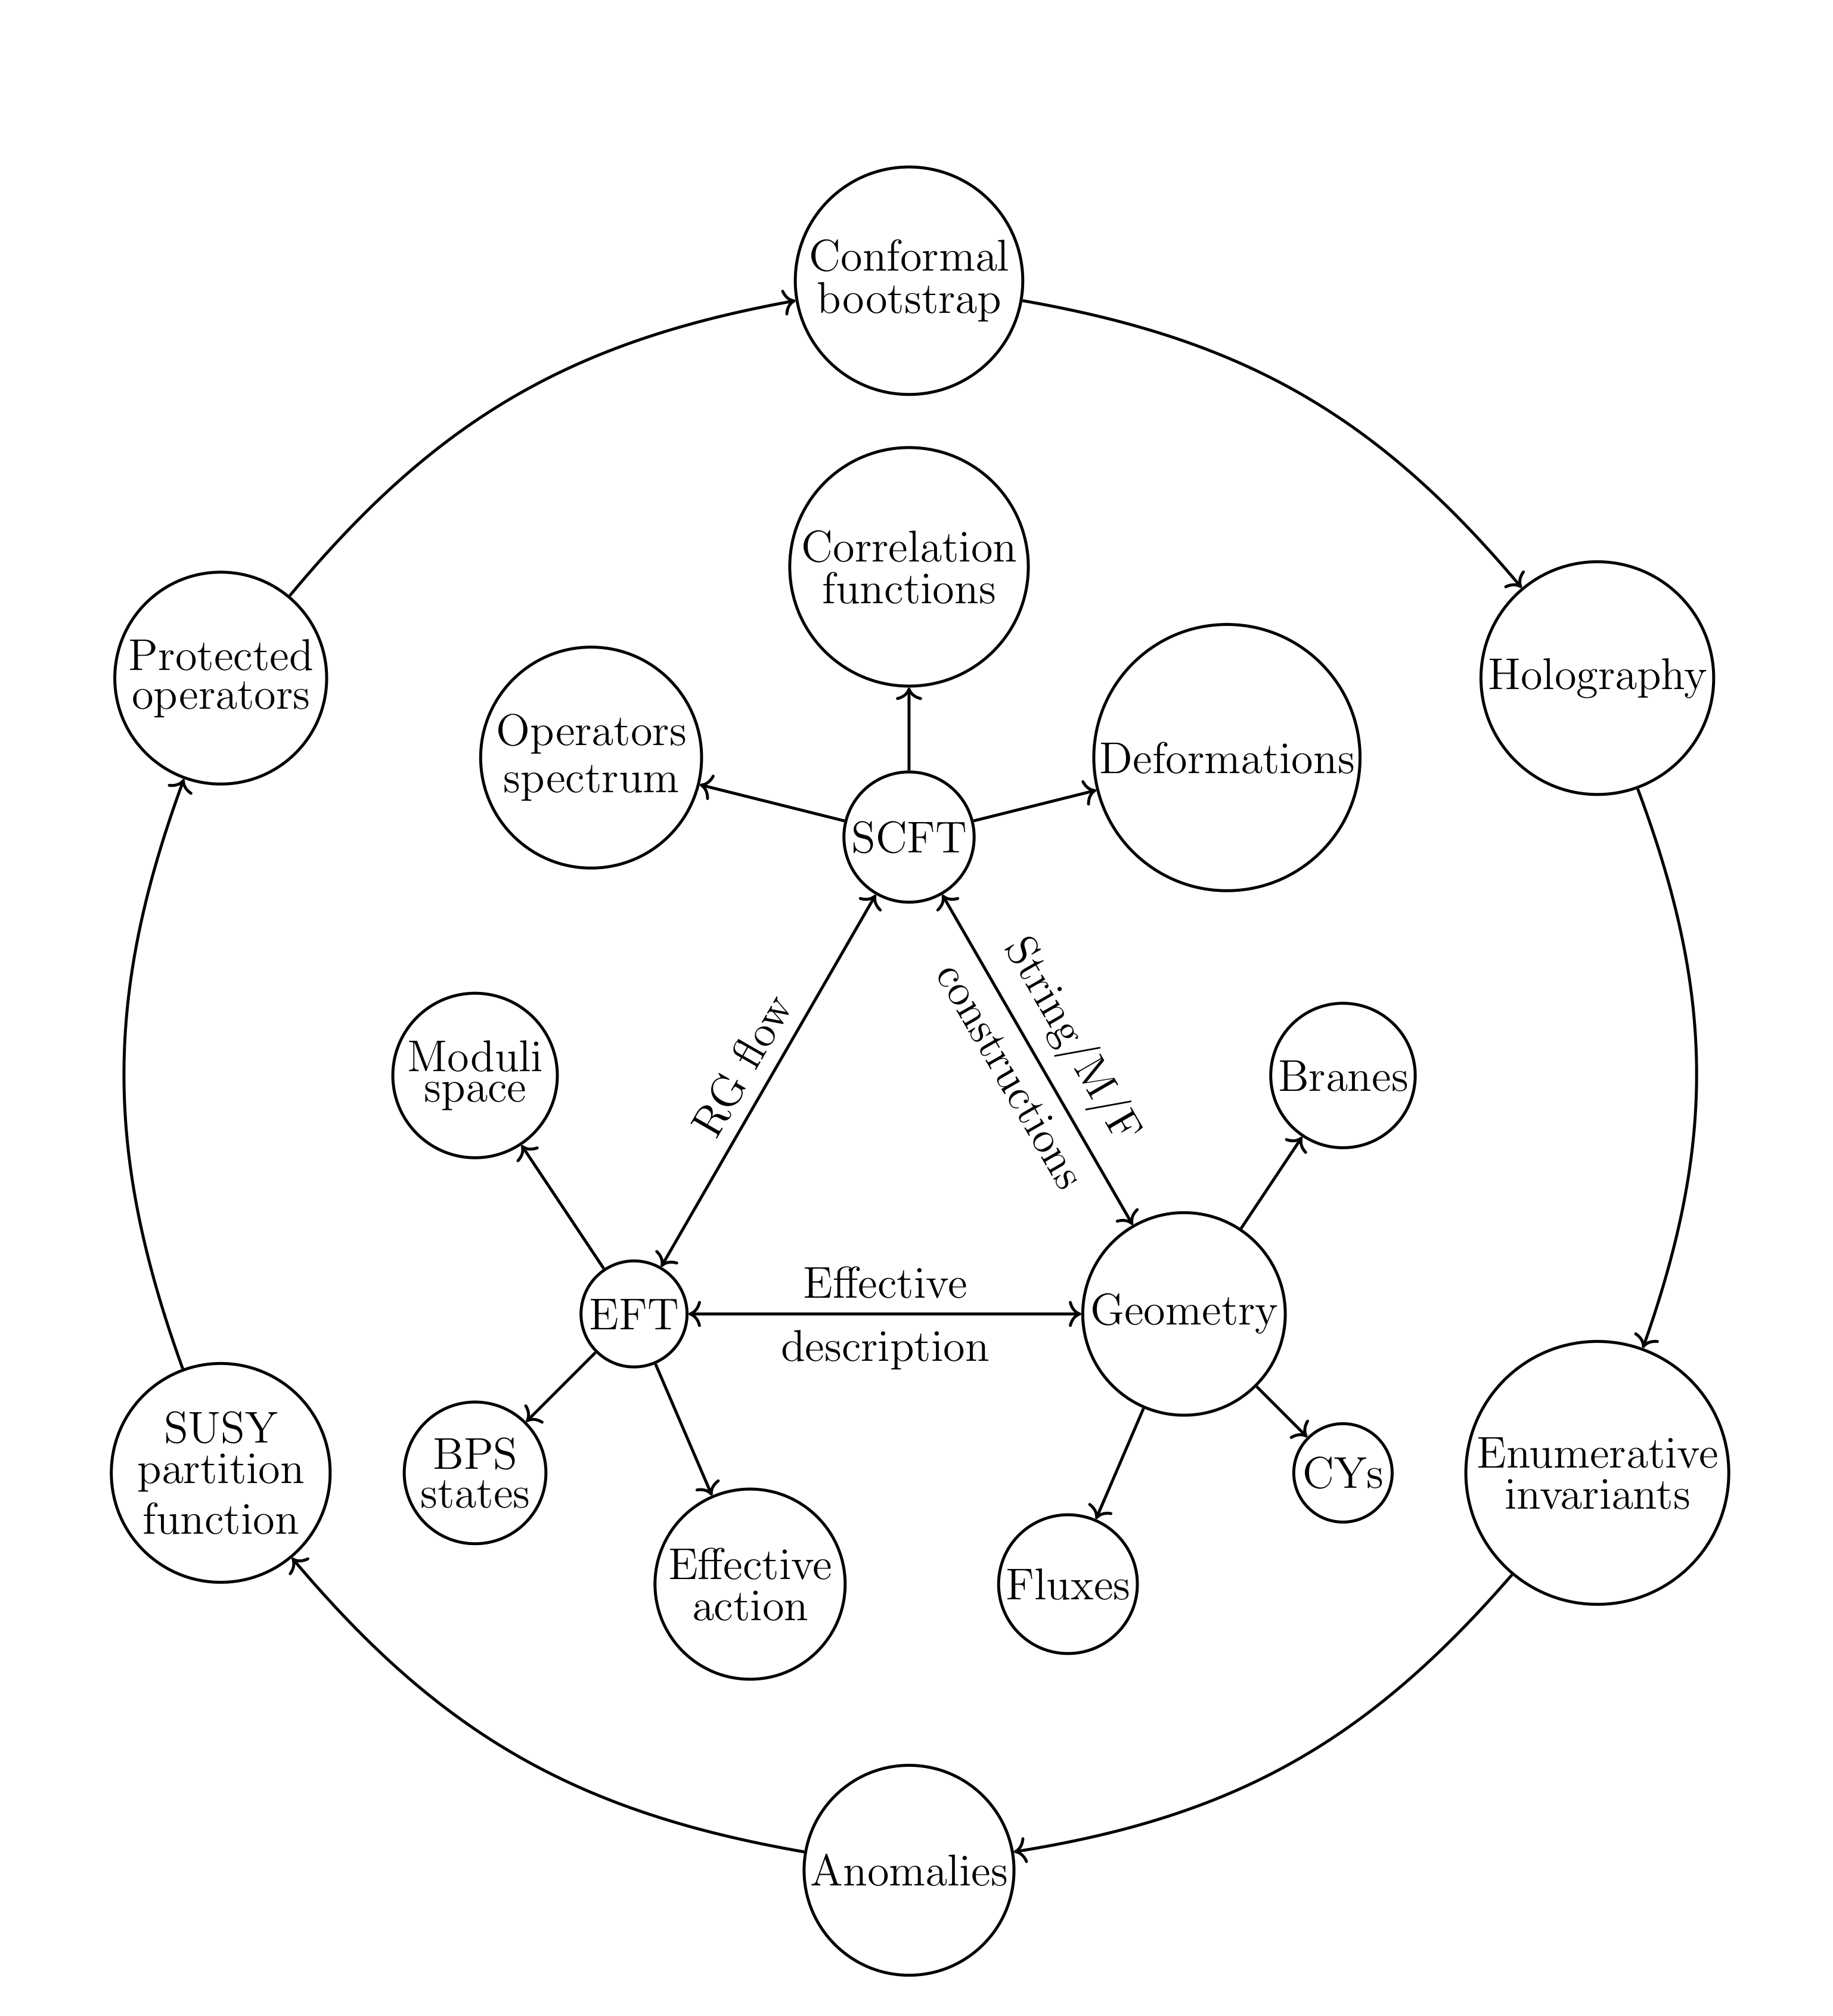 Conformal
bootstrap
Correlation
functions
Protected
operators
Holography
Operators
spectrum
Deformations
SCFT
String/M/F
constructions
RG flow
Moduli
space
Branes
Effective
description
EFT
Geometry
SUSY
partition
function
BPS
states
CYs
Enumerative
invariants
Effective
action
Fluxes
Anomalies